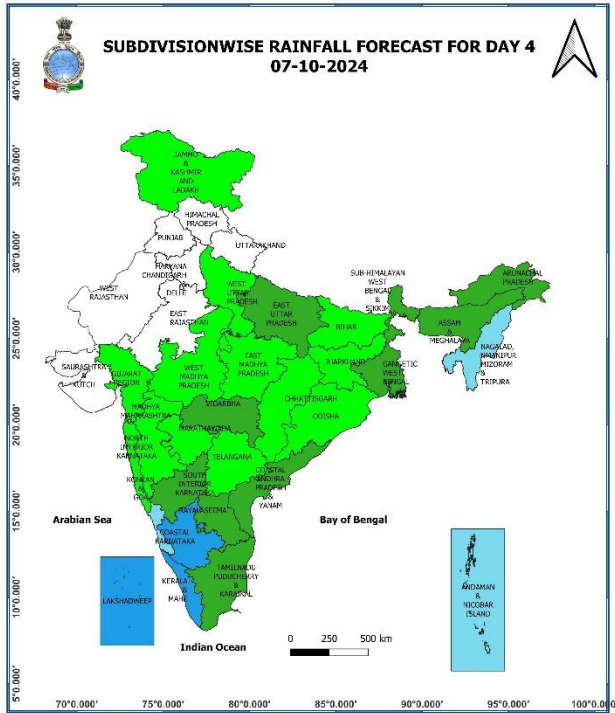 SUBDIVISIONWISE RAINFALL FORECAST FOR DAY 4
07-10-2024
40°0.000'
35°0.000'
30°0.000'
25°0.000'
20°0.000'
15°0.000'
10°0.000'
5°0.000'
JAMMO
&
KASHMIR
AND
LADAKH
HIMACHAL
PRADESH
PUNJAB
UTTARAKHAND
HARYANA
CHANDIGARH
&
DELHI
WEST
RAJASTHAN
WEST
UTTAR
PRADESH
SUB-HIMALAYAN
WEST
BENGAL
&
SIKKIM
ARUNACHAL
PRADESH
EAST
RAJASTHAN
EAST
UTTAR
PRADESH
BIHAR
ASSAM
&
MEGHALAYA
NAGALAD,
MIZORAM
&
TRIPURA
SAURASHTRA
&
KUTCH
GUJARAT
REGION
WEST
MADHYA
PRADESH
EAST
MADHYA
PRADESH
JHARKHAND
GANGETIC
WEST
BENGAL
CHHATTISGARH
ODISHA
MADHYA
MAHARASHTRA
VIDARBHA
MARATHWADA
NORTH
INTERIOR
KARNATAKA
TELANGANA
KONKAN
&
GOA
SOUTH
INTERIOR
KARNATAKA
COASTAL
ANDHRA
PRADESH
&
YANAM
RAYALASEEMA
Arabian Sea
Bay of Bengal
COASTAL
KARNATAKA
TAMILNADU
PUDUCHERRY
&
KARAIKAL
KERALA
&
MAHE
LAKSHADWEEP
ANDAMAN
&
NICOBAR
ISLAND
0 250 500 km
Indian Ocean
70°0.000' 75°0.000' 80°0.000' 85°0.000' 90°0.000' 95°0.000' 100°0.000'